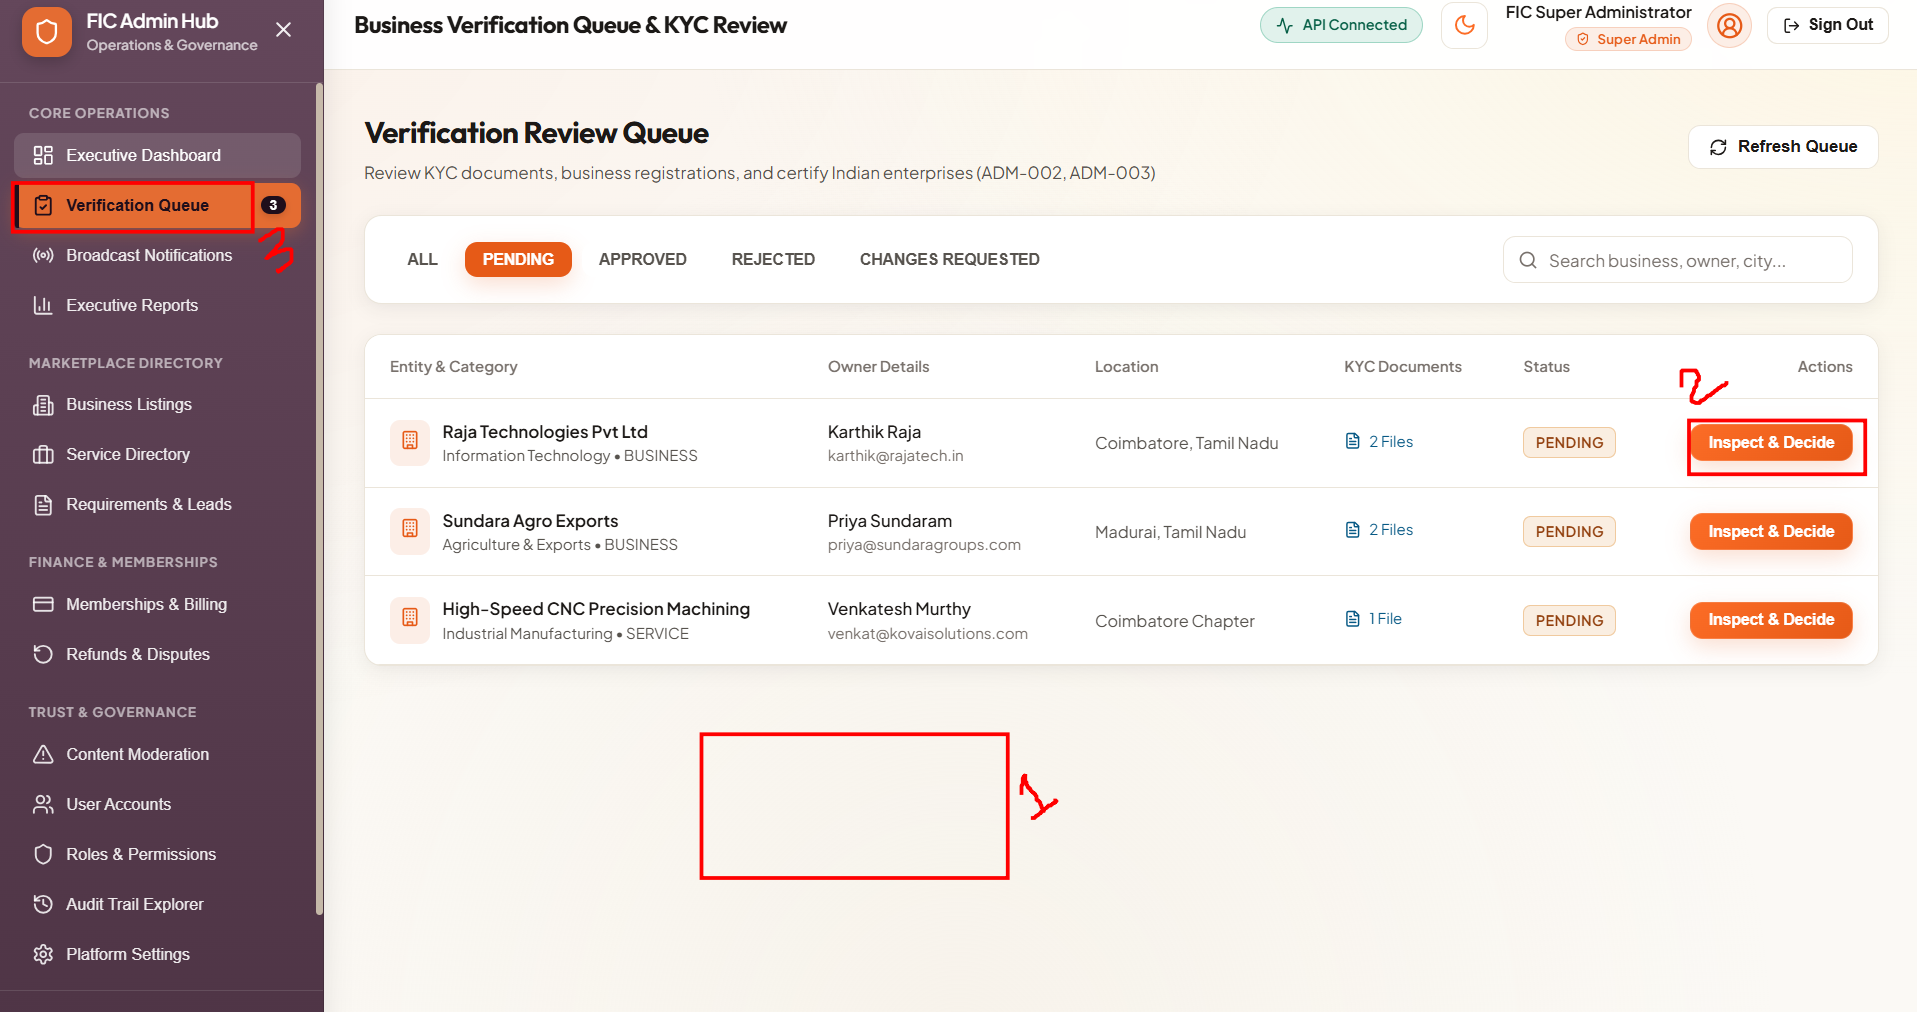 FIC Admin Hub
Operations & Governance
CORE OPERATIONS
Executive Dashboard
Verification Queue 3
3
Broadcast Notifications
Executive Reports
MARKETPLACE DIRECTORY
Business Listings
Service Directory
Requirements & Leads
FINANCE & MEMBERSHIPS
Memberships & Billing
Refunds & Disputes
TRUST & GOVERNANCE
Content Moderation
User Accounts
Roles & Permissions
Audit Trail Explorer
Platform Settings
Business Verification Queue & KYC Review
API Connected
FIC Super Administrator
Super Admin
Sign Out
Verification Review Queue
Review KYC documents, business registrations, and certify Indian enterprises (ADM-002, ADM-003)
Refresh Queue
ALL PENDING APPROVED REJECTED CHANGES REQUESTED
Search business, owner, city...
Entity & Category Owner Details Location KYC Documents Status Actions
2
Raja Technologies Pvt Ltd
Information Technology • BUSINESS
Karthik Raja
karthik@rajatech.in
Coimbatore, Tamil Nadu
2 Files
PENDING
Inspect & Decide
Sundara Agro Exports
Agriculture & Exports • BUSINESS
Priya Sundaram
priya@sundaragroups.com
Madurai, Tamil Nadu
2 Files
PENDING
Inspect & Decide
High-Speed CNC Precision Machining
Industrial Manufacturing • SERVICE
Venkatesh Murthy
venkat@kovaisolutions.com
Coimbatore Chapter
1 File
PENDING
Inspect & Decide
1